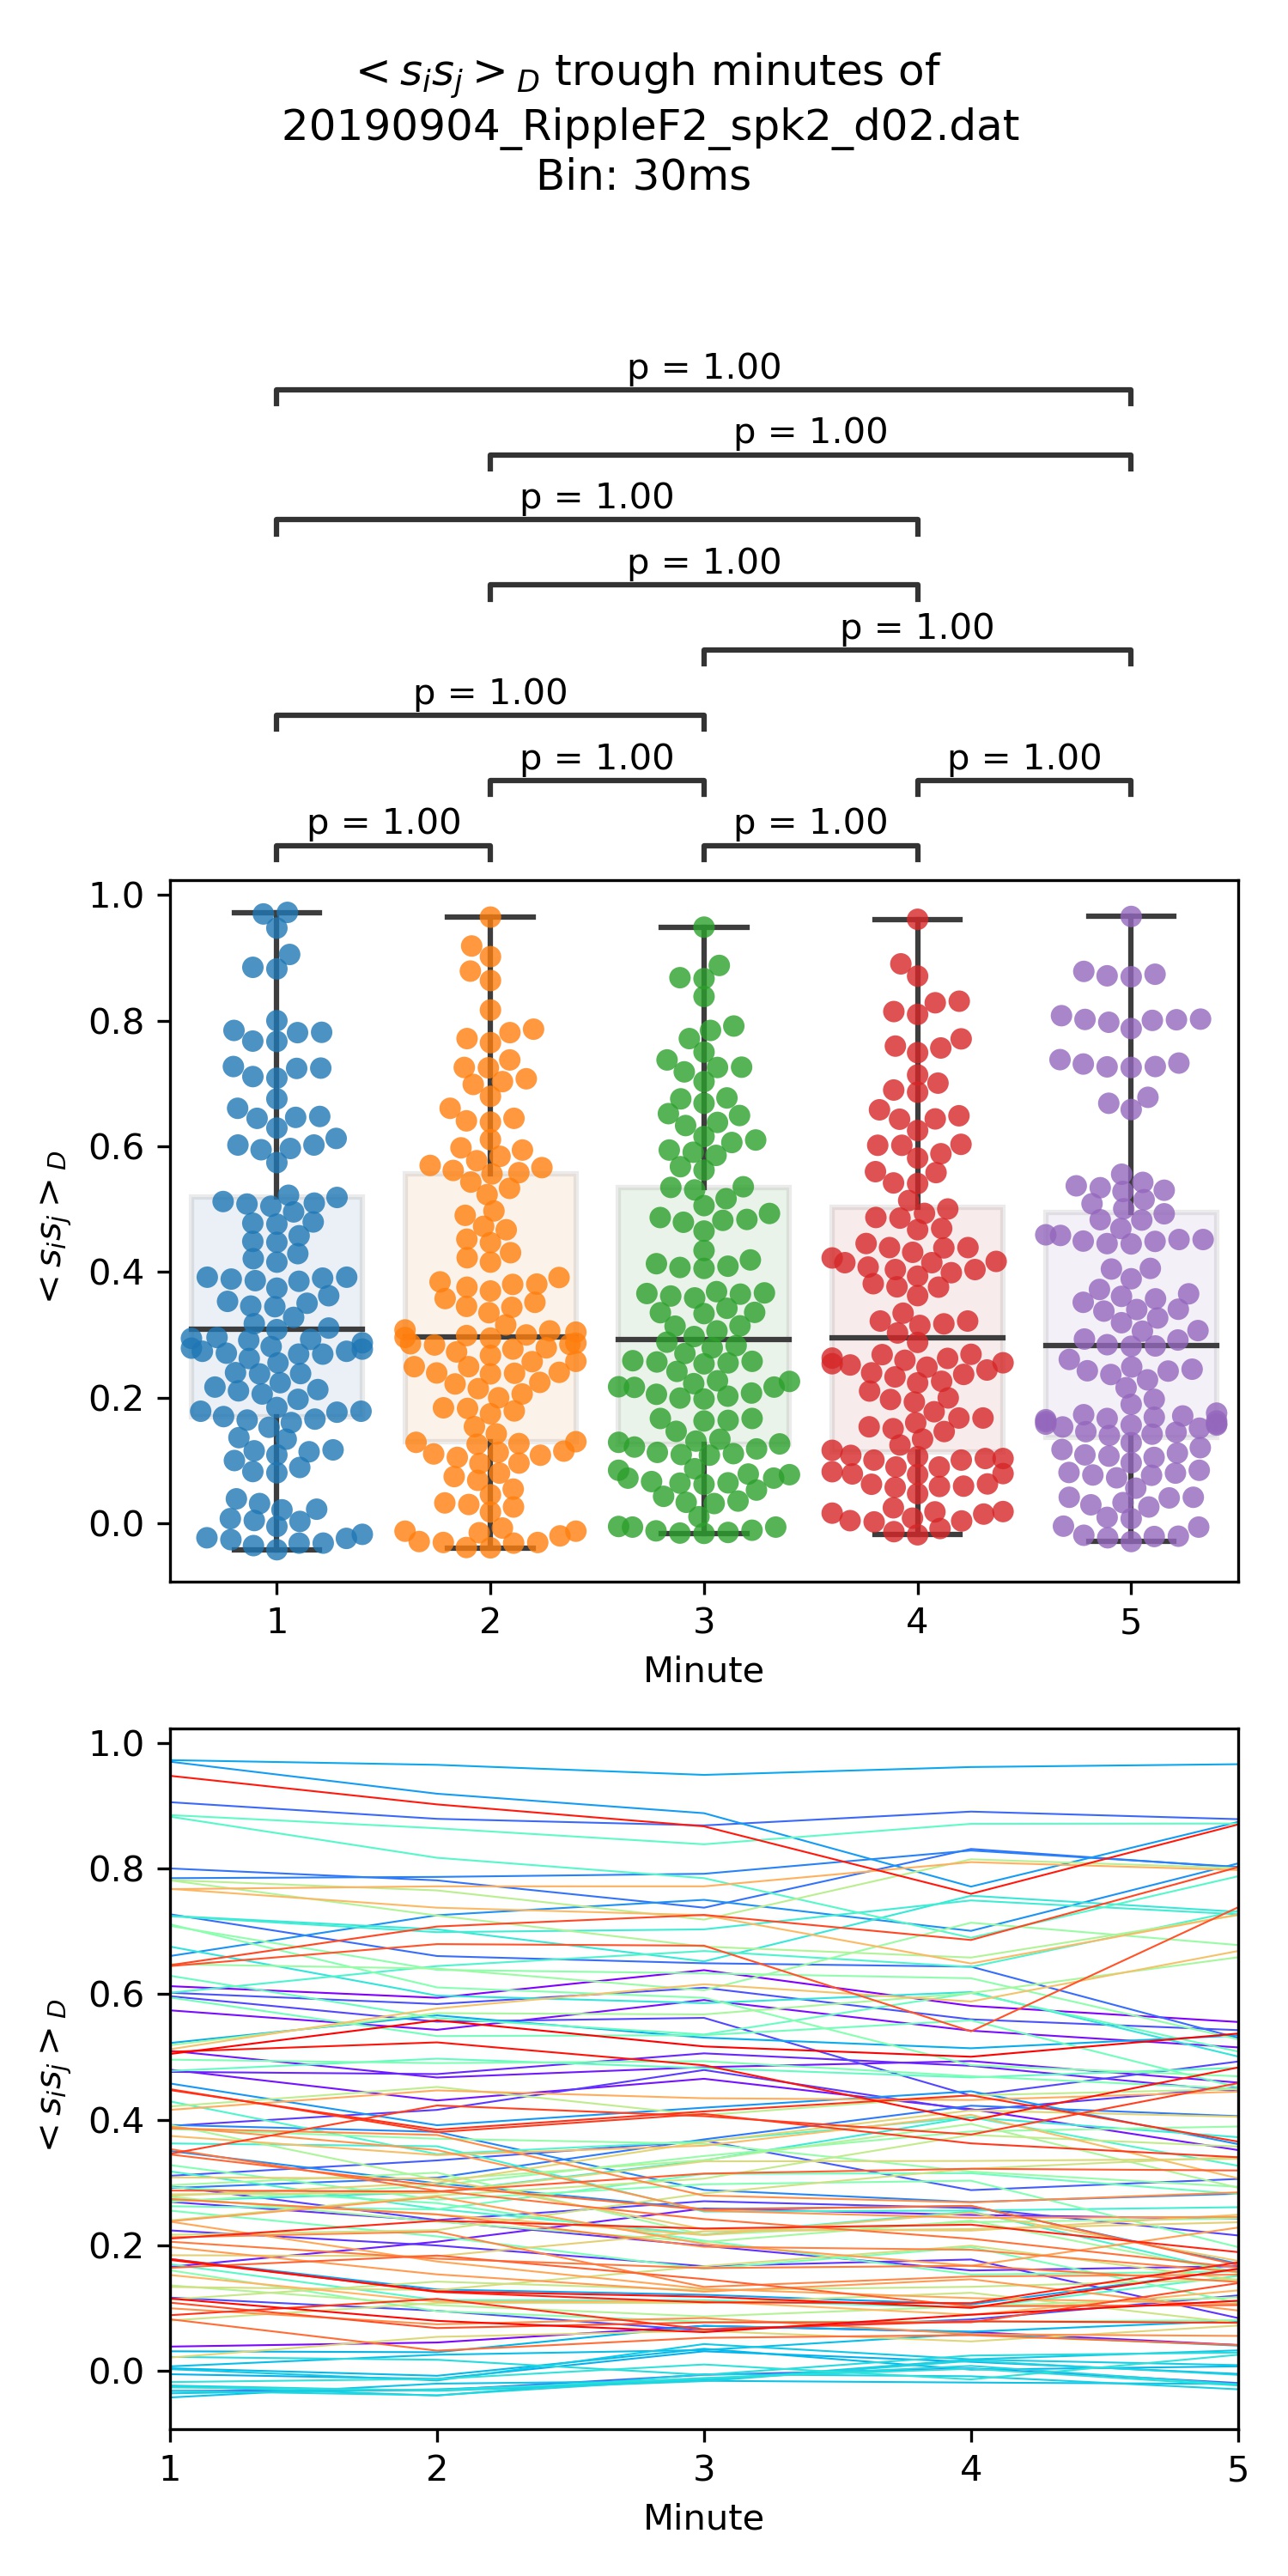 < s_i s_j >_D trough minutes of
20190904_RippleF2_spk2_d02.dat
Bin: 30ms
p = 1.00
p = 1.00
p = 1.00
p = 1.00
p = 1.00
p = 1.00
p = 1.00 p = 1.00
p = 1.00 p = 1.00
< s_i s_j >_D
1.0
0.8
0.6
0.4
0.2
0.0
1 2 3 4 5
Minute
< s_i s_j >_D
1.0
0.8
0.6
0.4
0.2
0.0
1 2 3 4 5
Minute